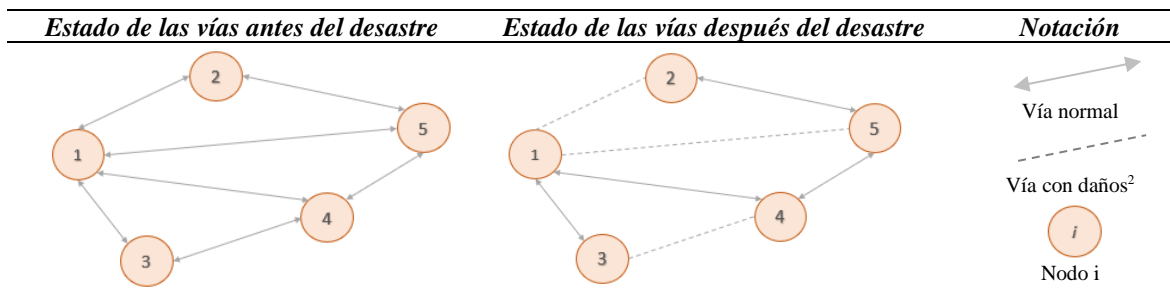 Estado de las vías antes del desastre Estado de las vías después del desastre Notación
2 2
Vía normal
5 5
1 1
Vía con daños²
4 4
i
3 3
Nodo i